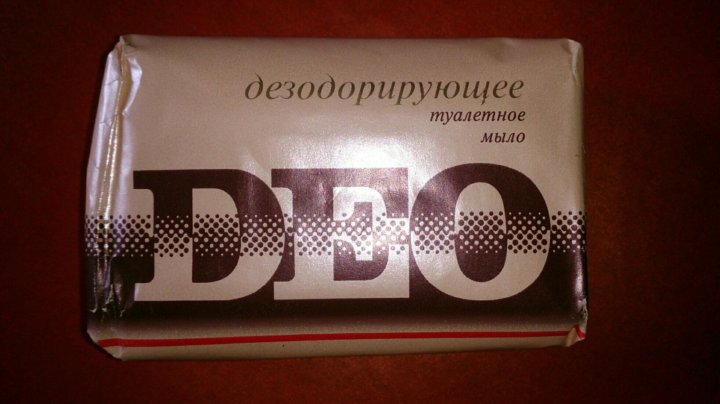 дезодорирующее
туалетное
мыло
DEO